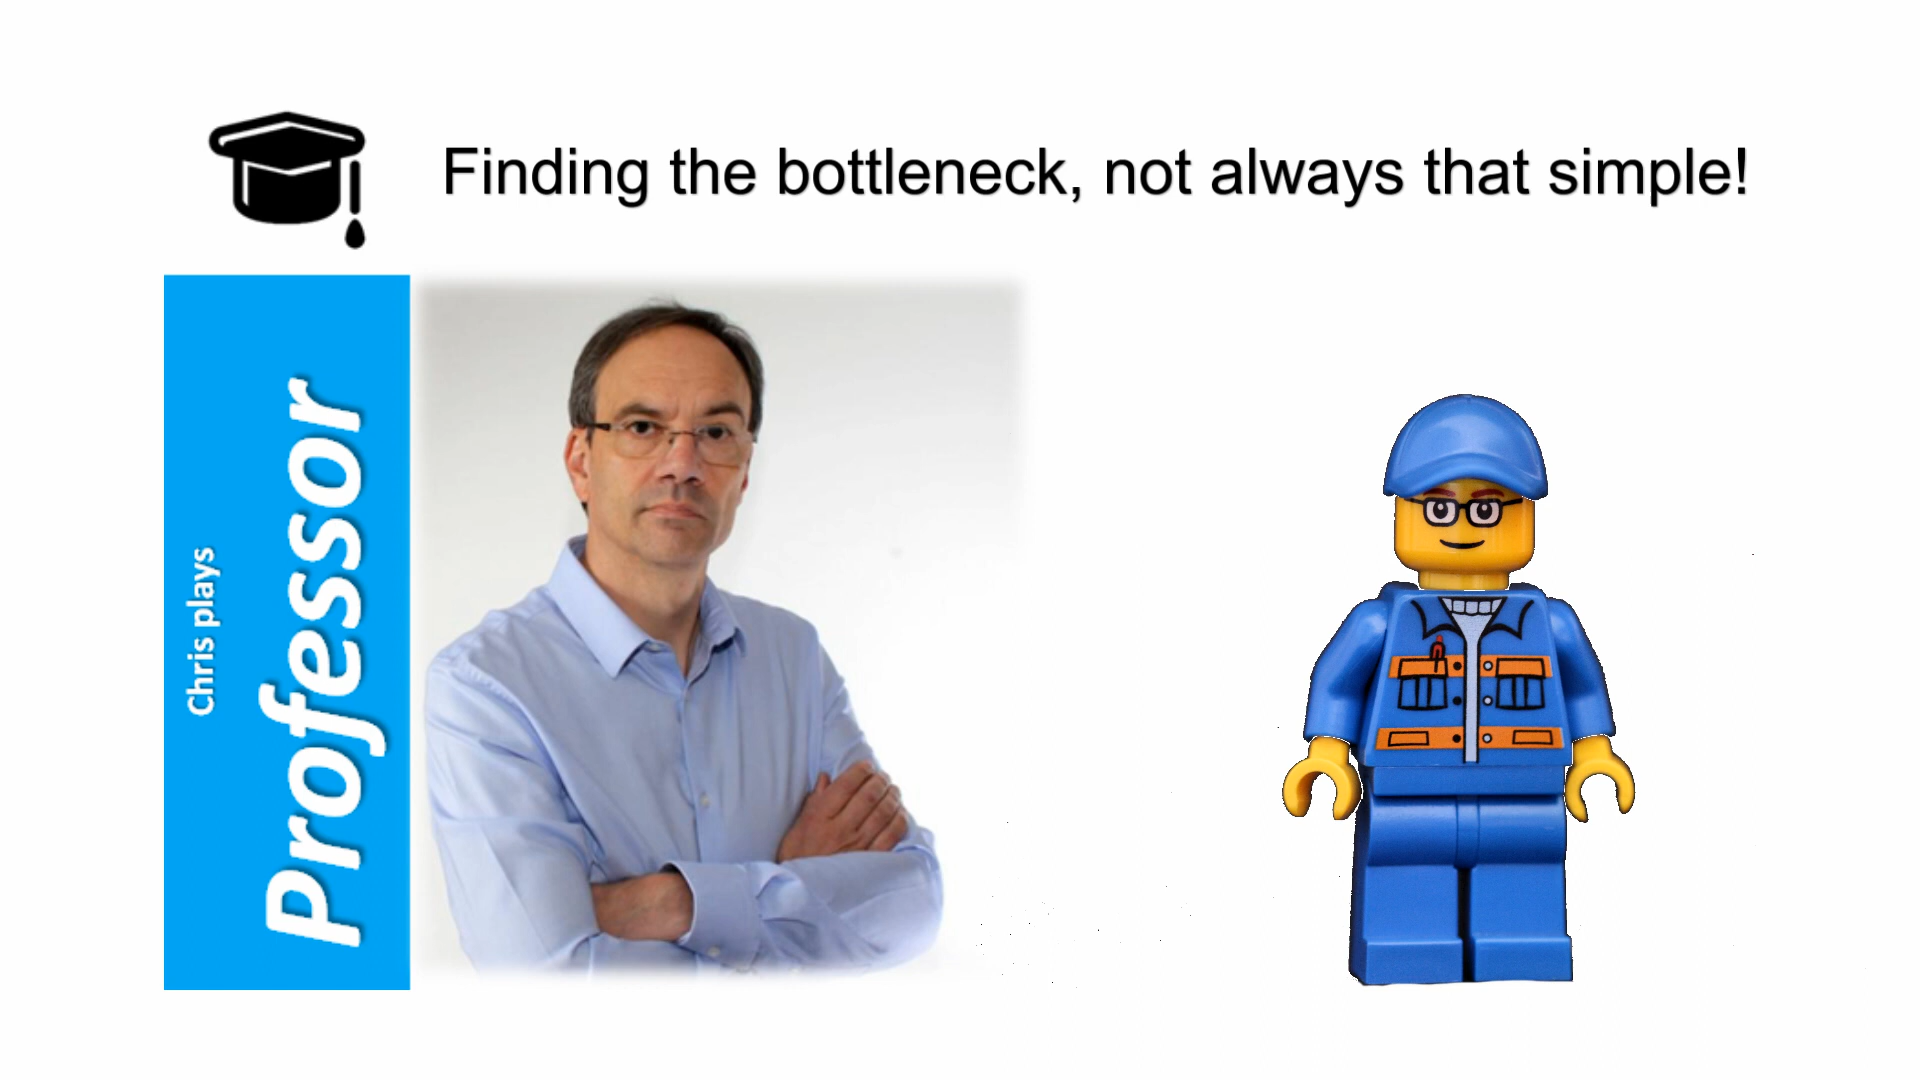 Finding the bottleneck, not always that simple!
Chris plays
Professor